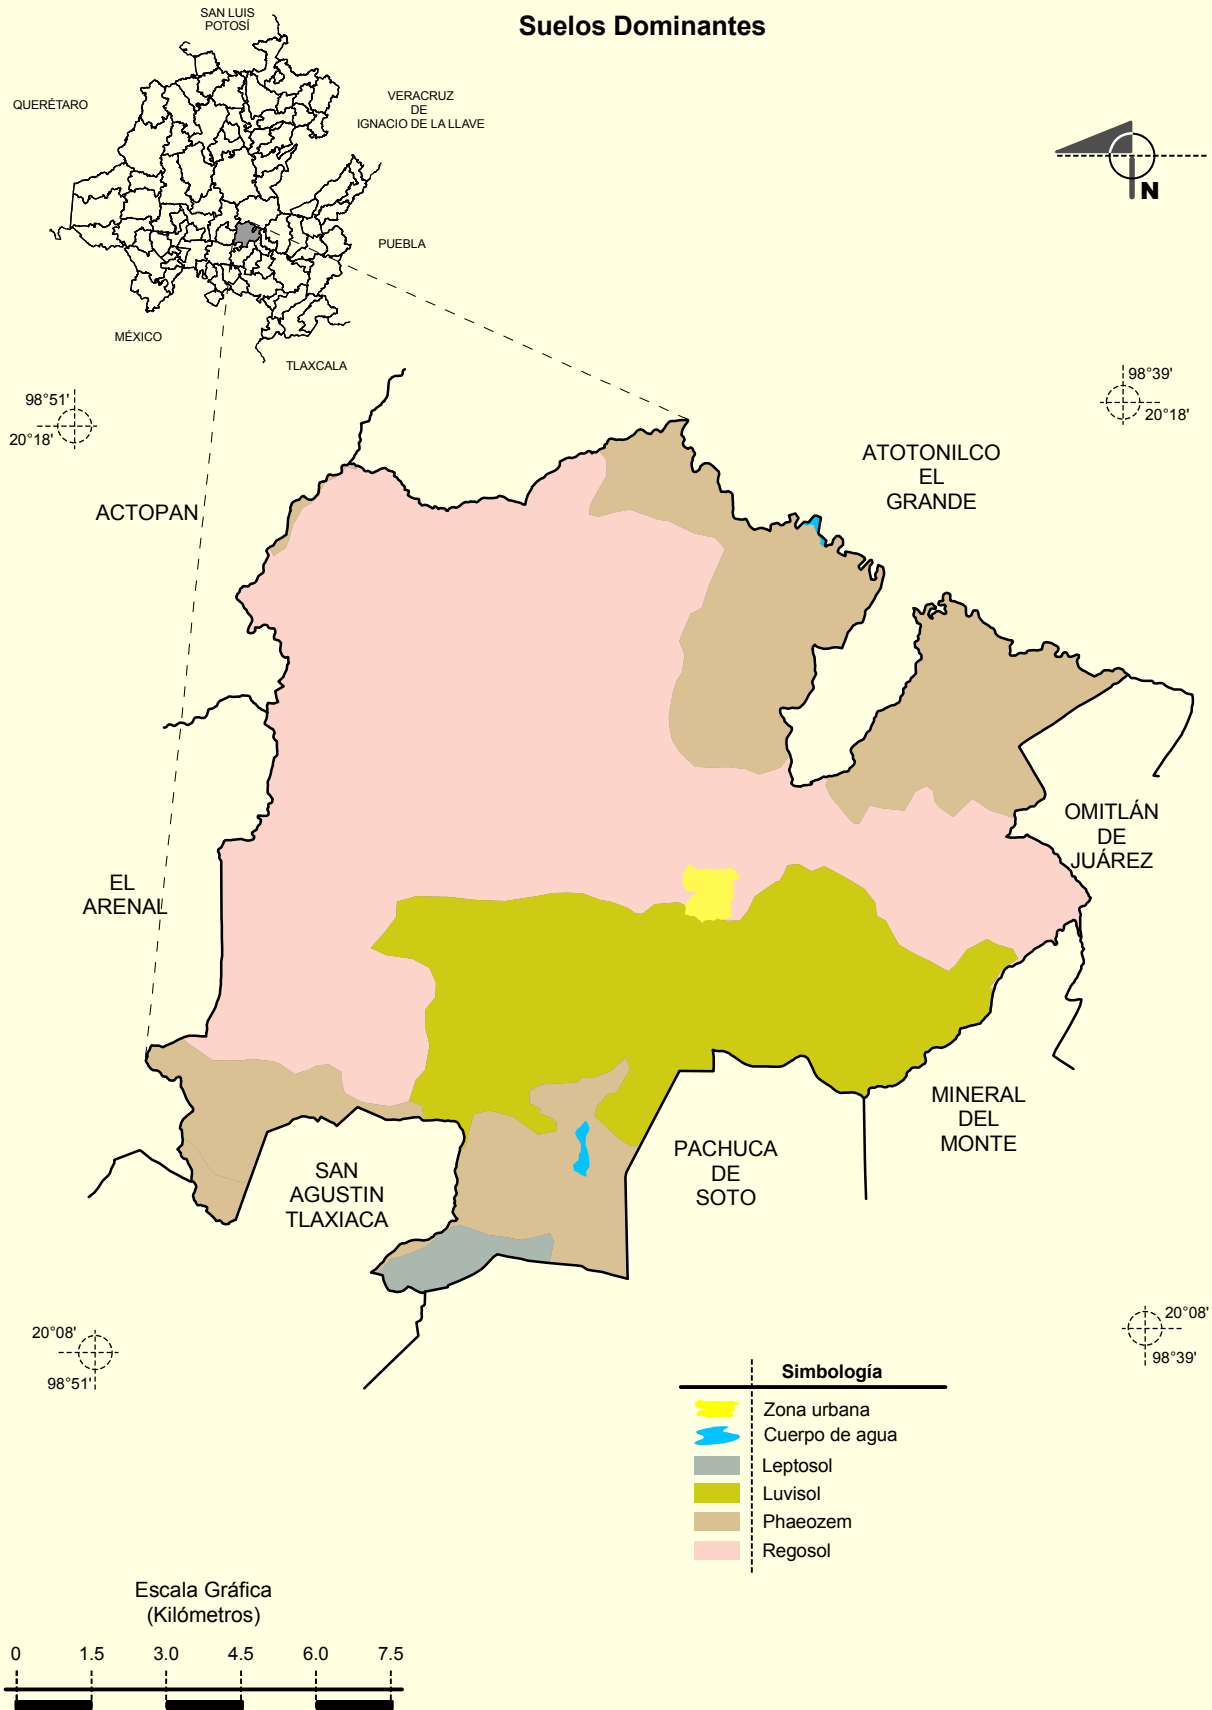 Suelos Dominantes
SAN LUIS
POTOSÍ
QUERÉTARO
VERACRUZ
DE
IGNACIO DE LA LLAVE
PUEBLA
MÉXICO
TLAXCALA
N
98°51'
20°18'
98°39'
20°18'
ACTOPAN
ATOTONILCO
EL
GRANDE
OMITLÁN
DE
JUÁREZ
EL
ARENAL
MINERAL
DEL
MONTE
PACHUCA
DE
SOTO
SAN
AGUSTIN
TLAXIACA
20°08'
98°51'
20°08'
98°39'
Simbología
Zona urbana
Cuerpo de agua
Leptosol
Luvisol
Phaeozem
Regosol
Escala Gráfica
(Kilómetros)
0 1.5 3.0 4.5 6.0 7.5